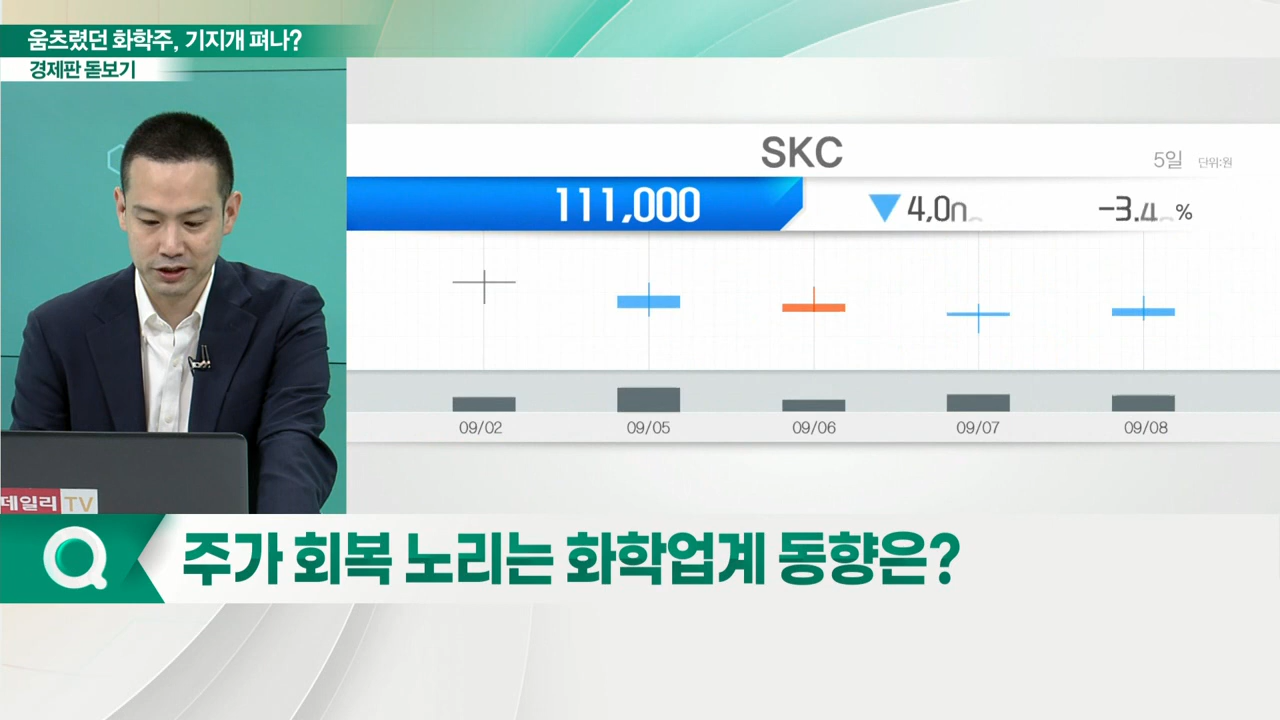 움츠렸던 화학주, 기지개 펴나?
경제판 돋보기
SKC
5일 단위:원
111,000 ▼
%
09/02 09/05 09/06 09/07 09/08
데일리TV
Q 주가 회복 노리는 화학업계 동향은?